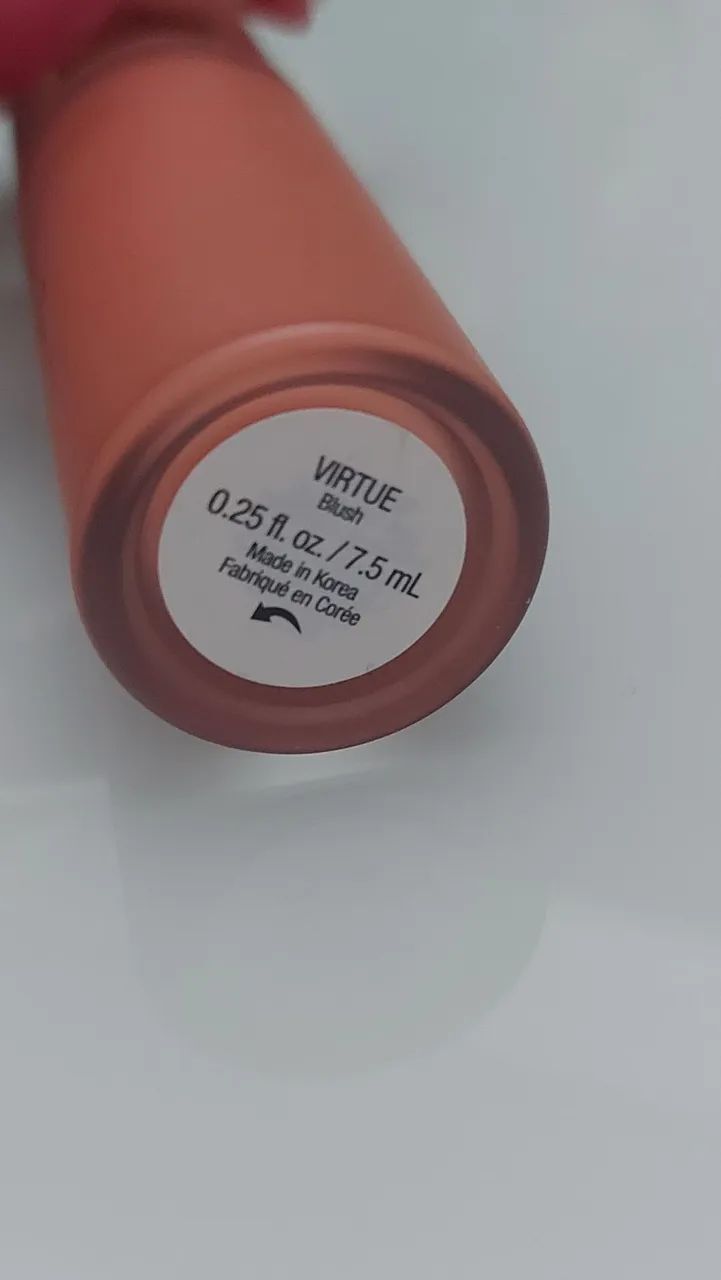 VIRTUE
Blush
0.25 fl. oz. / 7.5 mL
Made in Korea
Fabriqué en Corée